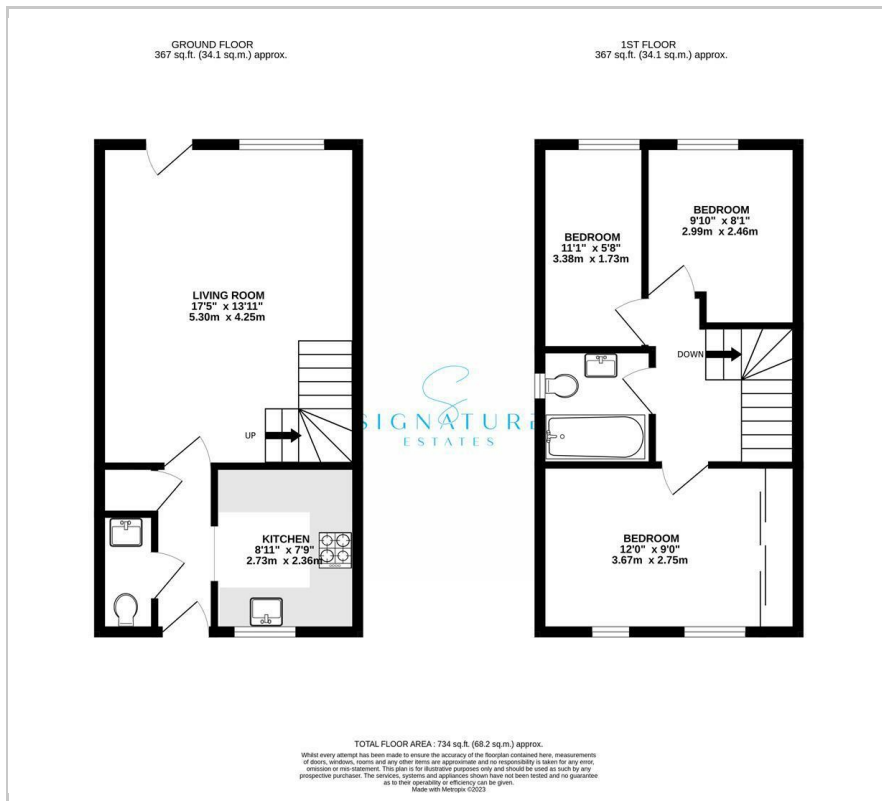 GROUND FLOOR
367 sq.ft. (34.1 sq.m.) approx.
1ST FLOOR
367 sq.ft. (34.1 sq.m.) approx.
LIVING ROOM
17'5" x 13'11"
5.30m x 4.25m
UP
KITCHEN
8'11" x 7'9"
2.73m x 2.36m
BEDROOM
11'1" x 5'8"
3.38m x 1.73m
BEDROOM
9'10" x 8'1"
2.99m x 2.46m
DOWN
BEDROOM
12'0" x 9'0"
3.67m x 2.75m
S
SIGNATURE
ESTATES
TOTAL FLOOR AREA : 734 sq.ft. (68.2 sq.m.) approx.
Whilst every attempt has been made to ensure the accuracy of the floorplan contained here, measurements
of doors, windows, rooms and any other items are approximate and no responsibility is taken for any error,
omission or mis-statement. This plan is for illustrative purposes only and should be used as such by any
prospective purchaser. The services, systems and appliances shown have not been tested and no guarantee
as to their operability or efficiency can be given.
Made with Metropix ©2023